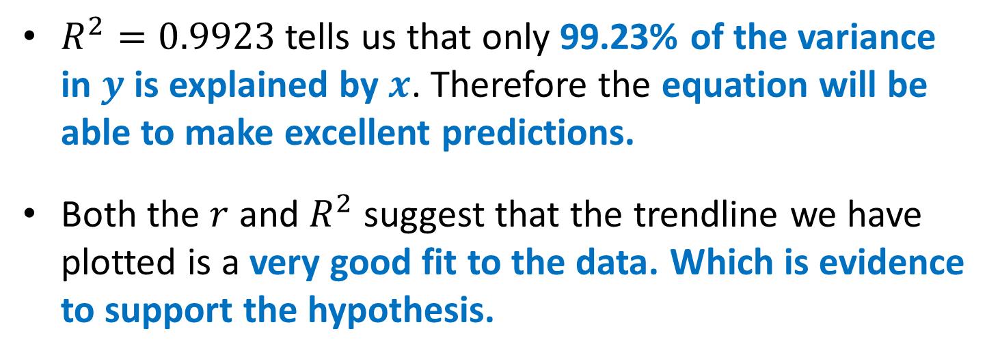 • R² = 0.9923 tells us that only 99.23% of the variance
in y is explained by x. Therefore the equation will be
able to make excellent predictions.
• Both the r and R² suggest that the trendline we have
plotted is a very good fit to the data. Which is evidence
to support the hypothesis.